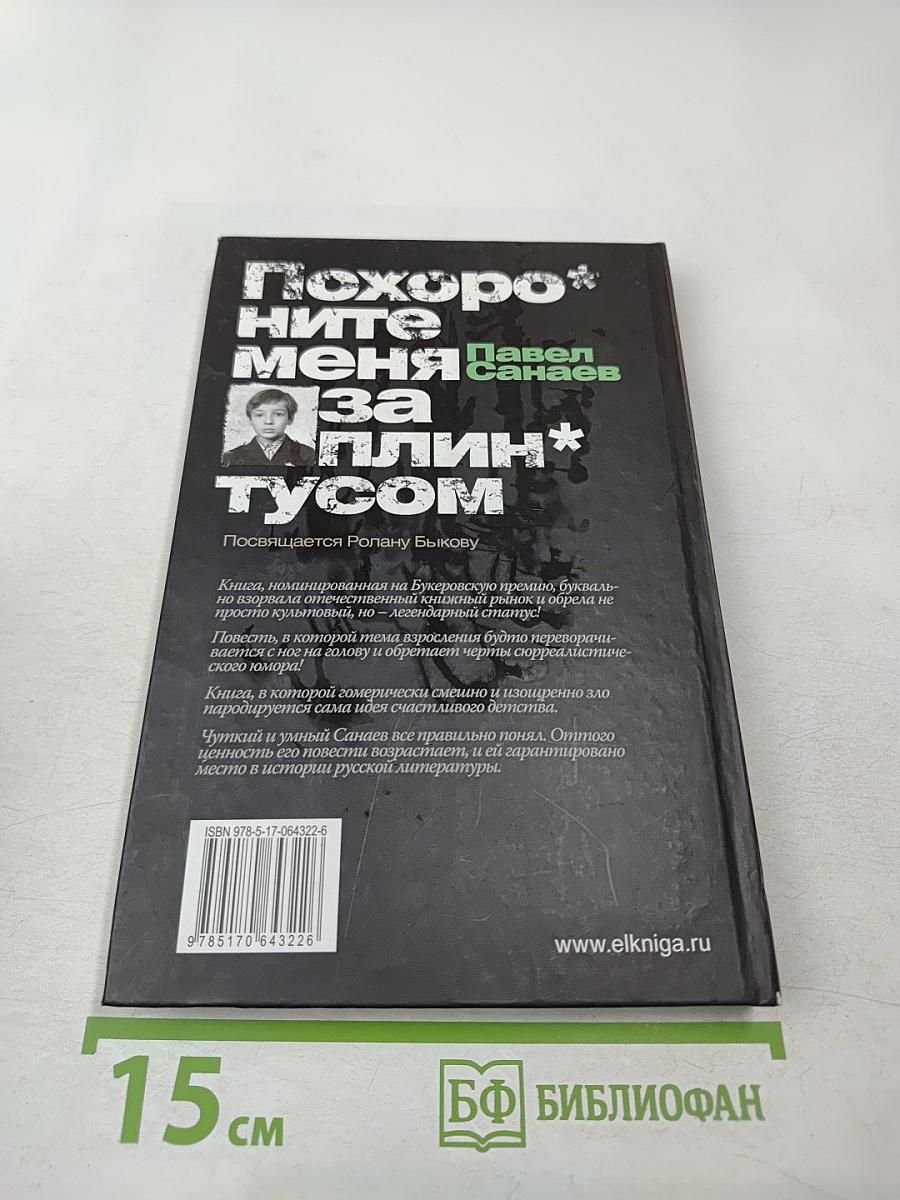 Похоро*
ните
меня
Павел
Санаев
за
плин*
тусом
Посвящается Ролану Быкову
Книга, номинированная на Букеровскую премию, букваль-
но взорвала отечественный книжный рынок и обрела не
просто культовый, но – легендарный статус!
Повесть, в которой тема взросления будто переворачи-
вается с ног на голову и обретает черты сюрреалистиче-
ского юмора!
Книга, в которой гомерически смешно и изощренно зло
пародируется сама идея счастливого детства.
Чуткий и умный Санаев все правильно понял. Оттого
ценность его повести возрастает, и ей гарантировано
место в истории русской литературы.
ISBN 978-5-17-064322-6
9 785170 643226
www.elkniga.ru
15 см
БФ БИБЛИОФАН